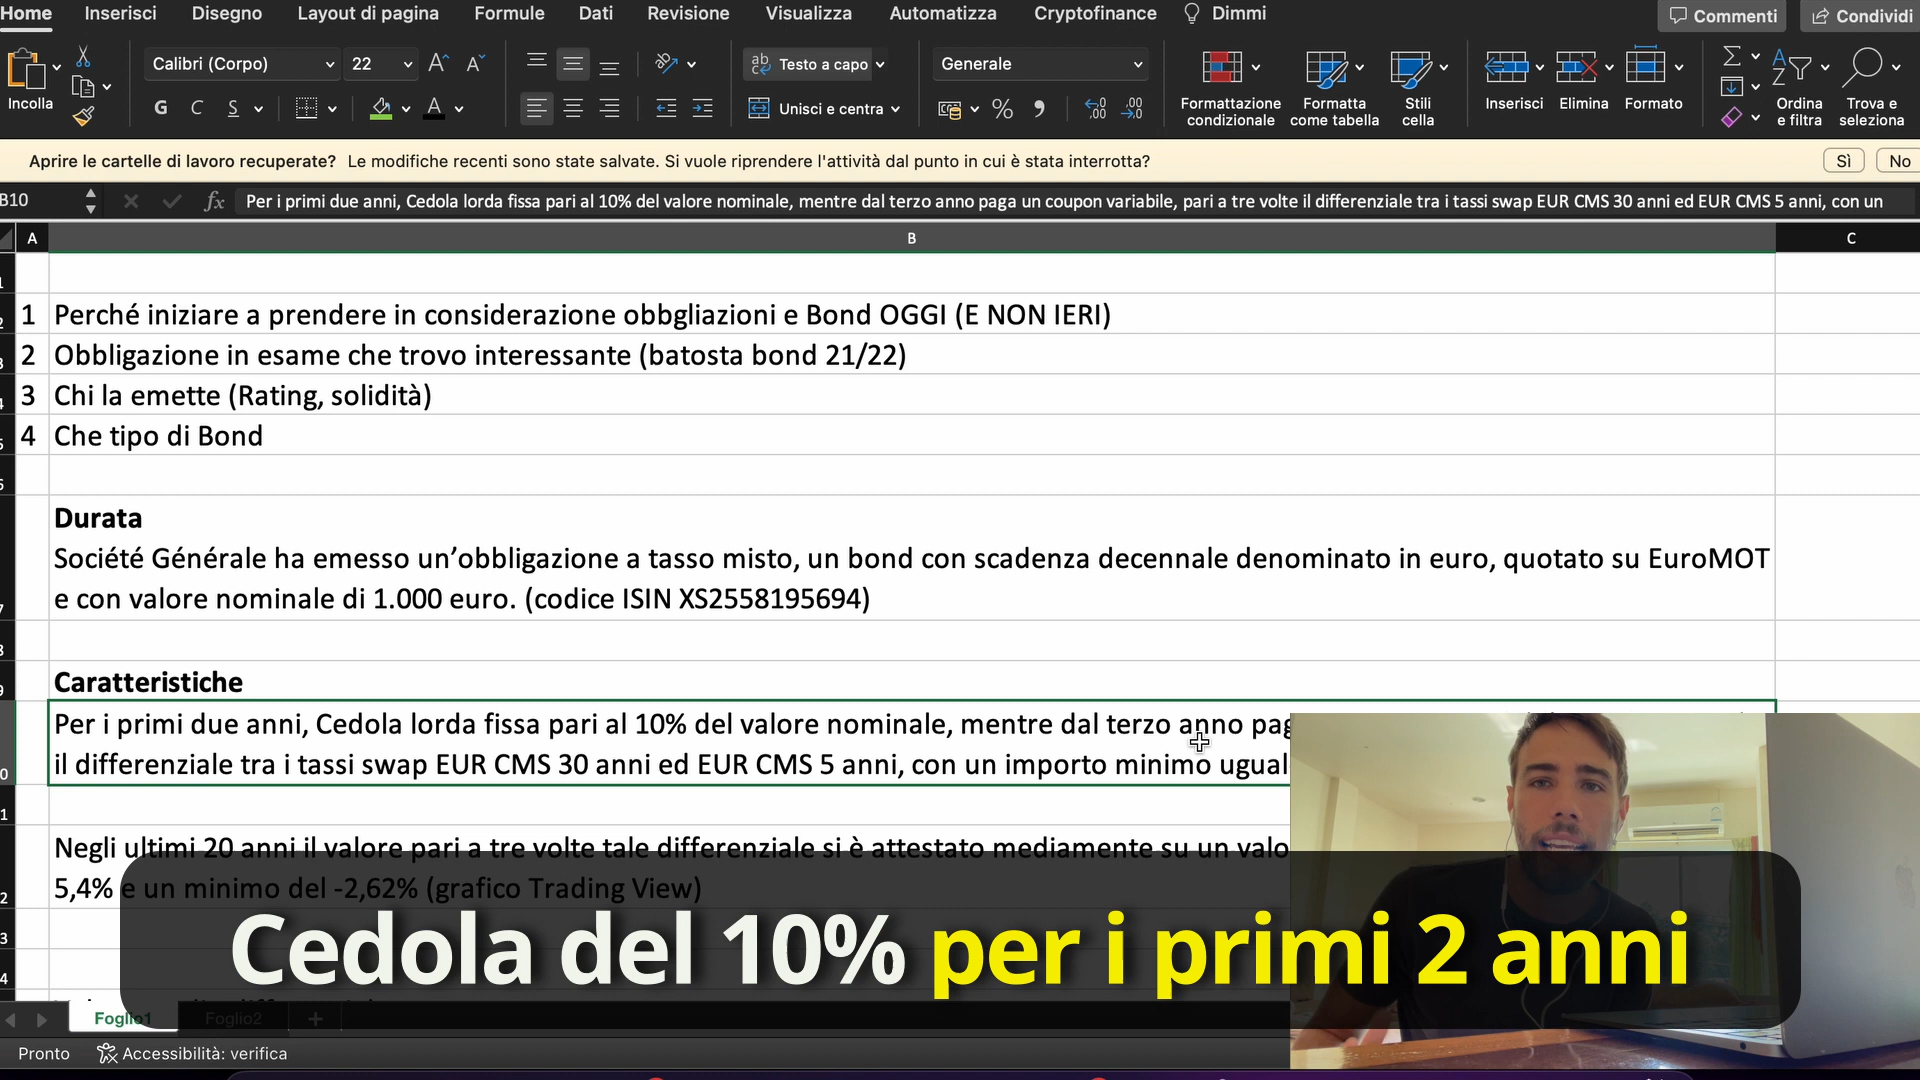 Home Inserisci Disegno Layout di pagina Formule Dati Revisione Visualizza Automatizza Cryptofinance Dimmi Commenti Condividi
Calibri (Corpo) 22 Testo a capo Generale
Incolla G C S A Unisci e centra % Formattazione condizionale Formatta come tabella Stili cella Inserisci Elimina Formato Ordina e filtra Trova e seleziona
Aprire le cartelle di lavoro recuperate? Le modifiche recenti sono state salvate. Si vuole riprendere l'attività dal punto in cui è stata interrotta? Sì No
B10 fx Per i primi due anni, Cedola lorda fissa pari al 10% del valore nominale, mentre dal terzo anno paga un coupon variabile, pari a tre volte il differenziale tra i tassi swap EUR CMS 30 anni ed EUR CMS 5 anni, con un
A B C
1 Perché iniziare a prendere in considerazione obbgliazioni e Bond OGGI (E NON IERI)
2 Obbligazione in esame che trovo interessante (batosta bond 21/22)
3 Chi la emette (Rating, solidità)
4 Che tipo di Bond
Durata
Société Générale ha emesso un’obbligazione a tasso misto, un bond con scadenza decennale denominato in euro, quotato su EuroMOT
e con valore nominale di 1.000 euro. (codice ISIN XS2558195694)
Caratteristiche
Per i primi due anni, Cedola lorda fissa pari al 10% del valore nominale, mentre dal terzo anno
il differenziale tra i tassi swap EUR CMS 30 anni ed EUR CMS 5 anni, con un importo minimo
Negli ultimi 20 anni il valore pari a tre volte tale differenziale si è attestato mediamente su un
5,4% e un minimo del -2,62% (grafico Trading View)
Cedola del 10% per i primi 2 anni
Foglio1 Foglio2 +
Pronto Accessibilità: verifica